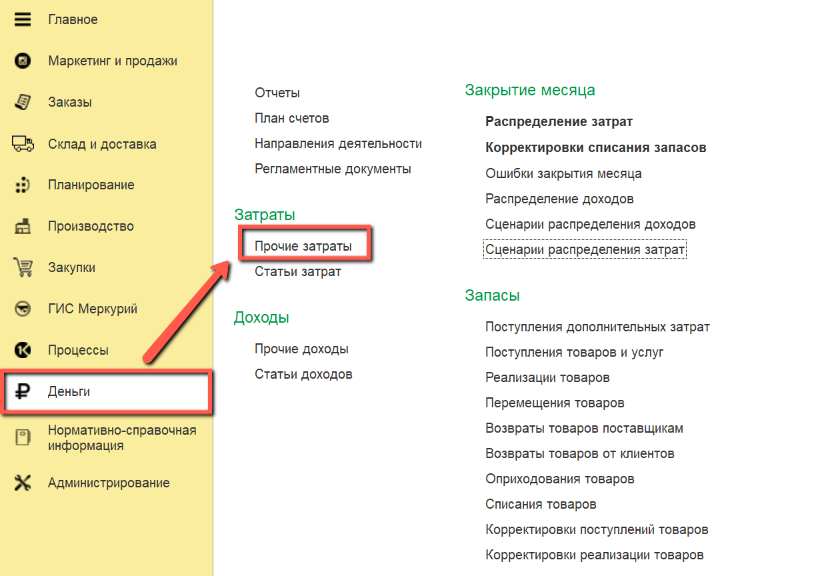 Главное
Маркетинг и продажи
Заказы
Склад и доставка
Планирование
Производство
Закупки
ГИС Меркурий
Процессы
Деньги
Нормативно-справочная
информация
Администрирование
Отчеты
План счетов
Направления деятельности
Регламентные документы
Затраты
Прочие затраты
Статьи затрат
Доходы
Прочие доходы
Статьи доходов
Закрытие месяца
Распределение затрат
Корректировки списания запасов
Ошибки закрытия месяца
Распределение доходов
Сценарии распределения доходов
Сценарии распределения затрат
Запасы
Поступления дополнительных затрат
Поступления товаров и услуг
Реализации товаров
Перемещения товаров
Возвраты товаров поставщикам
Возвраты товаров от клиентов
Оприходования товаров
Списания товаров
Корректировки поступлений товаров
Корректировки реализации товаров